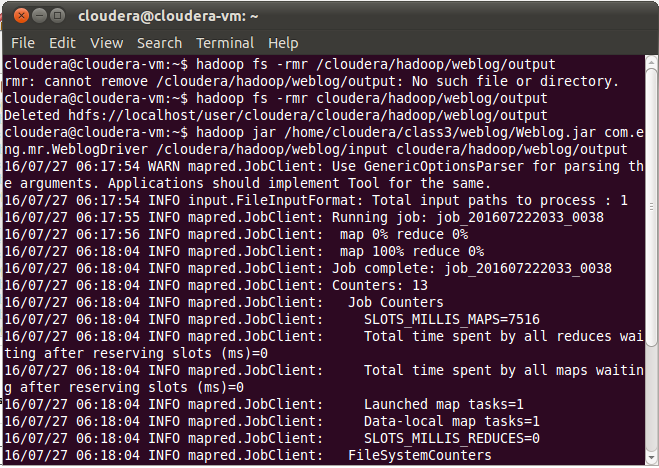 cloudera@cloudera-vm: ~
File Edit View Search Terminal Help
cloudera@cloudera-vm:~$ hadoop fs -rmr /cloudera/hadoop/weblog/output
rmr: cannot remove /cloudera/hadoop/weblog/output: No such file or directory.
cloudera@cloudera-vm:~$ hadoop fs -rmr cloudera/hadoop/weblog/output
Deleted hdfs://localhost/user/cloudera/cloudera/hadoop/weblog/output
cloudera@cloudera-vm:~$ hadoop jar /home/cloudera/class3/weblog/Weblog.jar com.e
ng.mr.WeblogDriver /cloudera/weblog/input cloudera/hadoop/weblog/output
16/07/27 06:17:54 WARN mapred.JobClient: Use GenericOptionsParser for parsing th
e arguments. Applications should implement Tool for the same.
16/07/27 06:17:54 INFO input.FileInputFormat: Total input paths to process : 1
16/07/27 06:17:55 INFO mapred.JobClient: Running job: job_201607222033_0038
16/07/27 06:17:56 INFO mapred.JobClient:  map 0% reduce 0%
16/07/27 06:18:04 INFO mapred.JobClient:  map 100% reduce 0%
16/07/27 06:18:04 INFO mapred.JobClient: Job complete: job_201607222033_0038
16/07/27 06:18:04 INFO mapred.JobClient: Counters: 13
16/07/27 06:18:04 INFO mapred.JobClient:   Job Counters
16/07/27 06:18:04 INFO mapred.JobClient:     SLOTS_MILLIS_MAPS=7516
16/07/27 06:18:04 INFO mapred.JobClient:     Total time spent by all reduces wai
ting after reserving slots (ms)=0
16/07/27 06:18:04 INFO mapred.JobClient:     Total time spent by all maps waitin
g after reserving slots (ms)=0
16/07/27 06:18:04 INFO mapred.JobClient:     Launched map tasks=1
16/07/27 06:18:04 INFO mapred.JobClient:     Data-local map tasks=1
16/07/27 06:18:04 INFO mapred.JobClient:     SLOTS_MILLIS_REDUCES=0
16/07/27 06:18:04 INFO mapred.JobClient:   FileSystemCounters